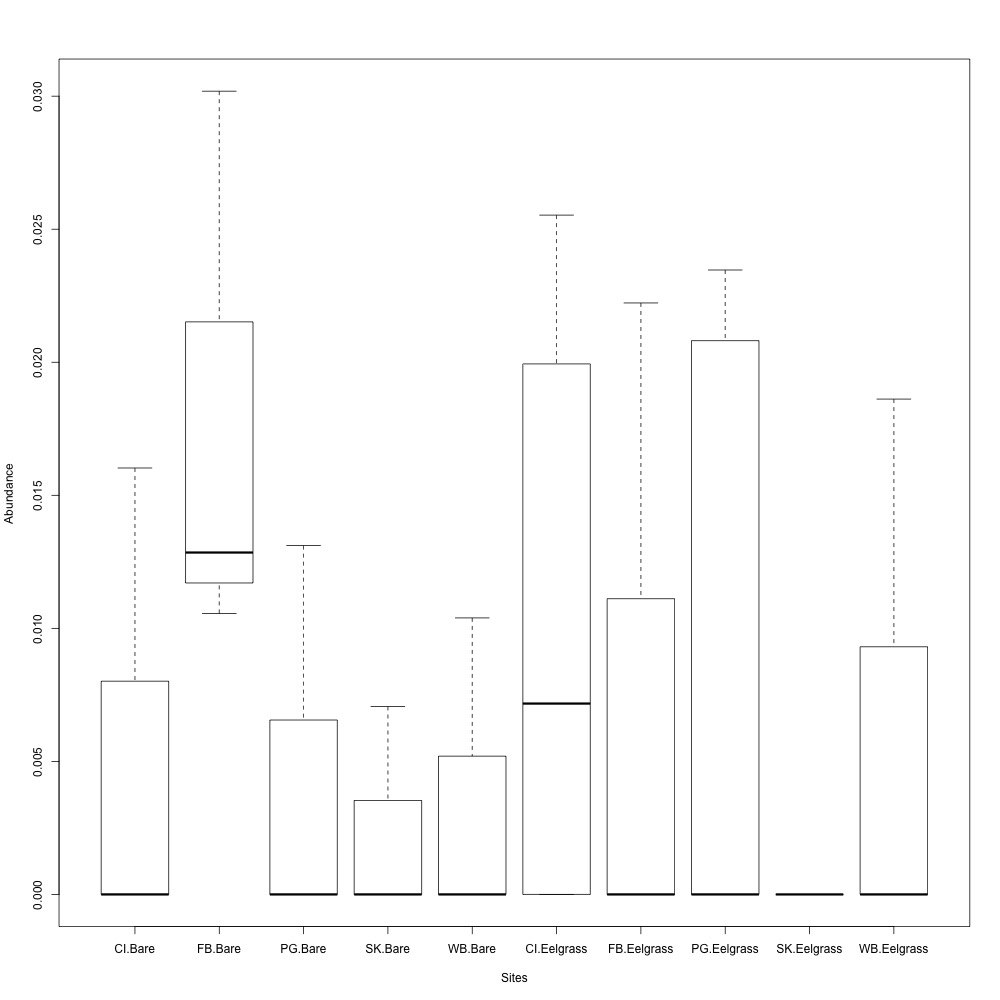 Abundance
0.030
0.025
0.020
0.015
0.010
0.005
0.000
CI.Bare FB.Bare PG.Bare SK.Bare WB.Bare CI.Eelgrass FB.Eelgrass PG.Eelgrass SK.Eelgrass WB.Eelgrass
Sites